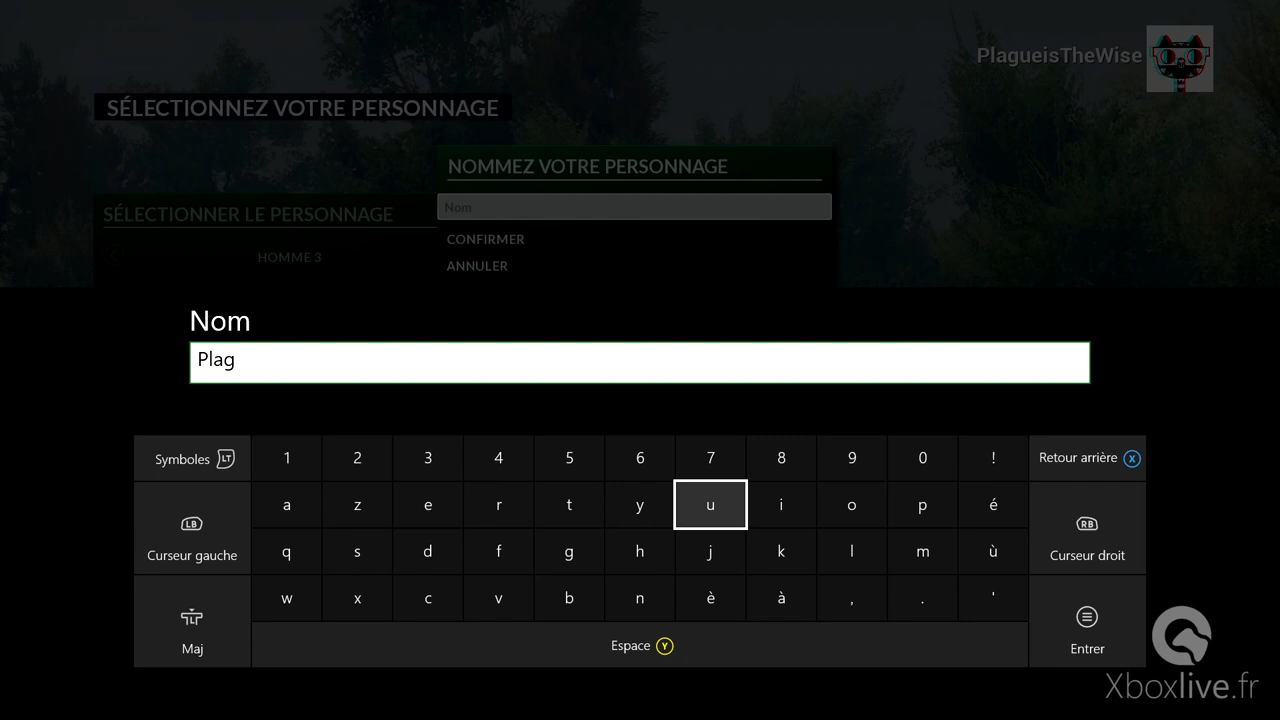 PlagueisTheWise
SÉLECTIONNEZ VOTRE PERSONNAGE
NOMMEZ VOTRE PERSONNAGE
Nom
SÉLECTIONNER LE PERSONNAGE
CONFIRMER
HOMME 3
ANNULER
Nom
Plag
Symboles LT 1 2 3 4 5 6 7 8 9 0 ! Retour arrière X
a z e r t y u i o p é
LB RB
Curseur gauche Curseur droit
q s d f g h j k l m ù
w x c v b n è à , . '
LT
Maj Espace Y Entrer
Xboxlive.fr